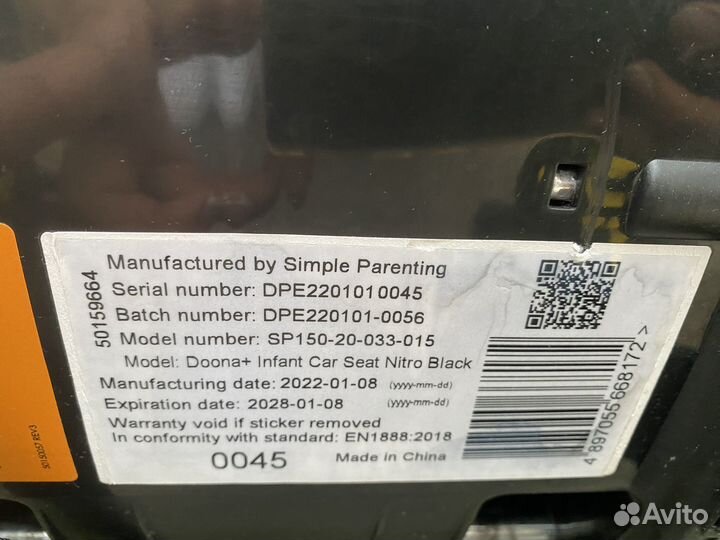 Manufactured by Simple Parenting
Serial number: DPE2201010045
Batch number: DPE220101-0056
Model number: SP150-20-033-015
Model: Doona+ Infant Car Seat Nitro Black
Manufacturing date: 2022-01-08 (yyyy-mm-dd)
Expiration date: 2028-01-08 (yyyy-mm-dd)
Warranty void if sticker removed
In conformity with standard: EN1888:2018
0045 Made in China
50159664
4 897055 668172 >
50150057 REV3
Avito